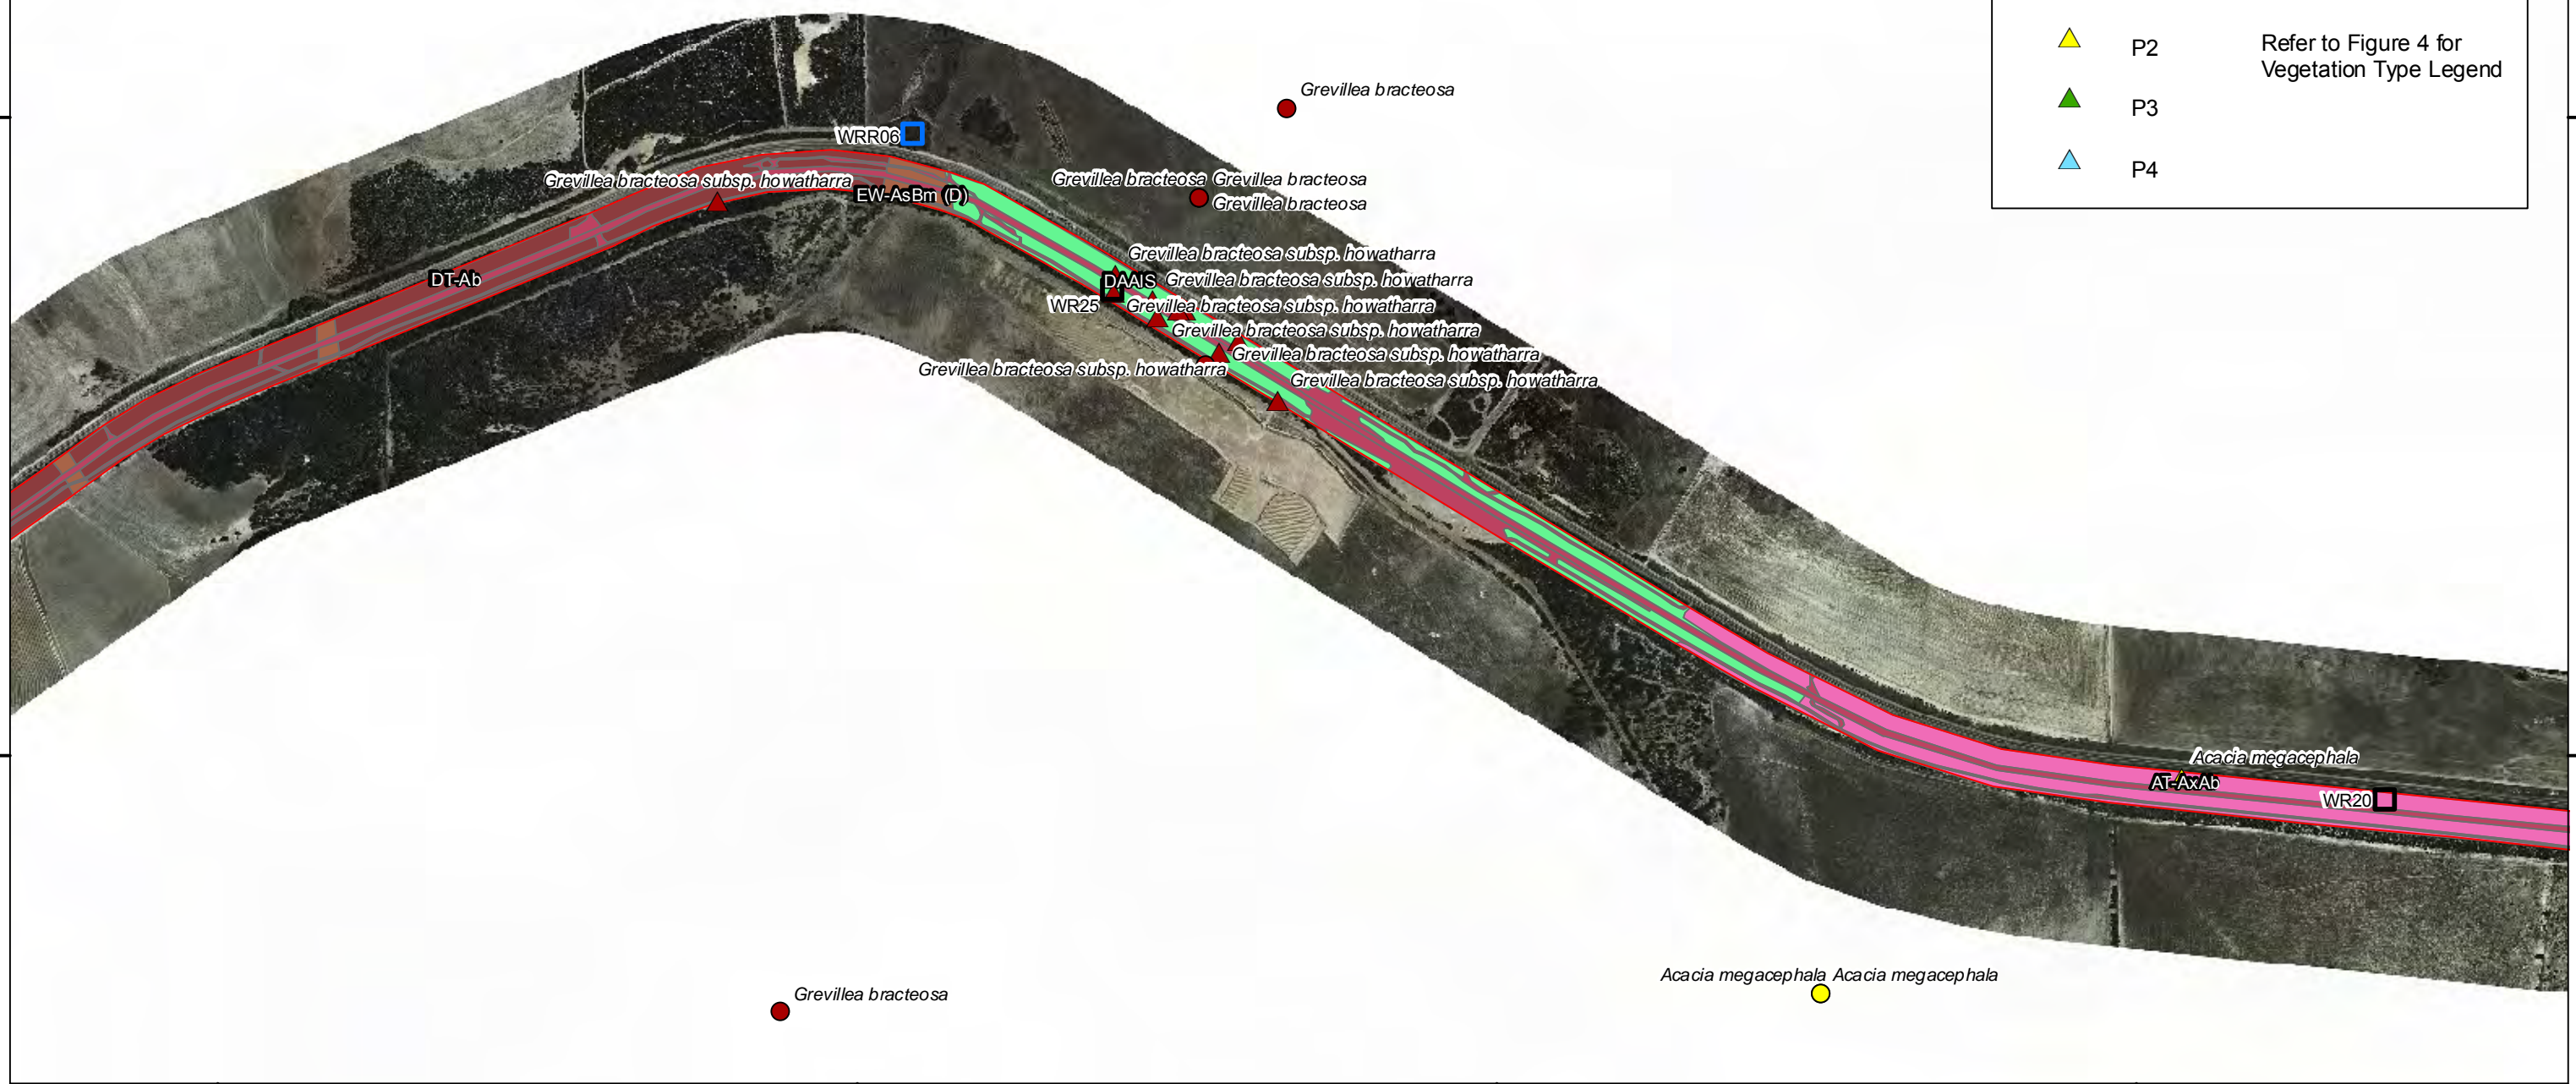 P2
Refer to Figure 4 for
Vegetation Type Legend
P3
P4
Grevillea bracteosa
WRR06
Grevillea bracteosa subsp. howatharra
EW-AsBm (D)
Grevillea bracteosa Grevillea bracteosa
Grevillea bracteosa
Grevillea bracteosa subsp. howatharra
DT-Ab
DAAIS
Grevillea bracteosa subsp. howatharra
WR25
Grevillea bracteosa subsp. howatharra
Grevillea bracteosa subsp. howatharra
Grevillea bracteosa subsp. howatharra
Grevillea bracteosa subsp. howatharra
Grevillea bracteosa subsp. howatharra
Acacia megacephala
AT-AxAb
WR20
Acacia megacephala Acacia megacephala
Grevillea bracteosa